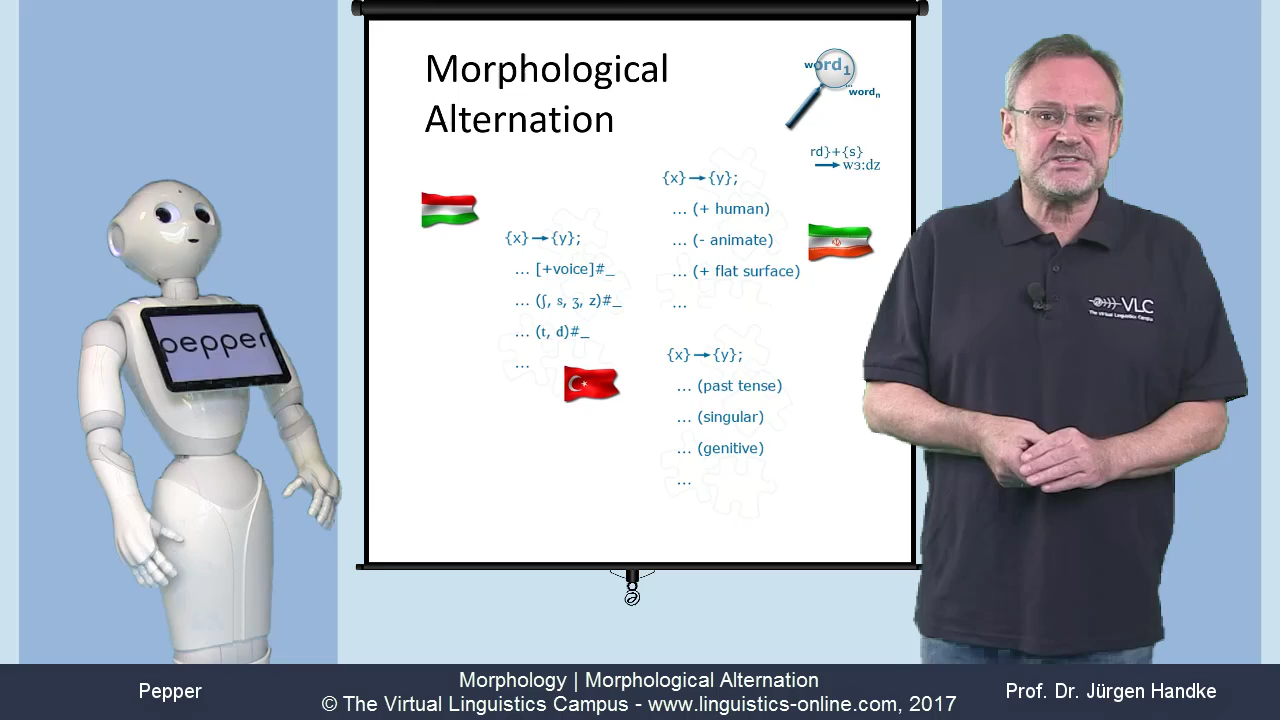 Morphological
Alternation
word1
...
wordn
rd}+{s}
→ wɜ:dz
{x}→{y};
... (+ human)
... (- animate)
... (+ flat surface)
...
{x}→{y};
... [+voice]#_
... (ʃ, s, ʒ, z)#_
... (t, d)#_
...
{x}→{y};
... (past tense)
... (singular)
... (genitive)
...
pepper
VLC
The Virtual Linguistics Campus
Pepper
Morphology | Morphological Alternation
© The Virtual Linguistics Campus - www.linguistics-online.com, 2017
Prof. Dr. Jürgen Handke